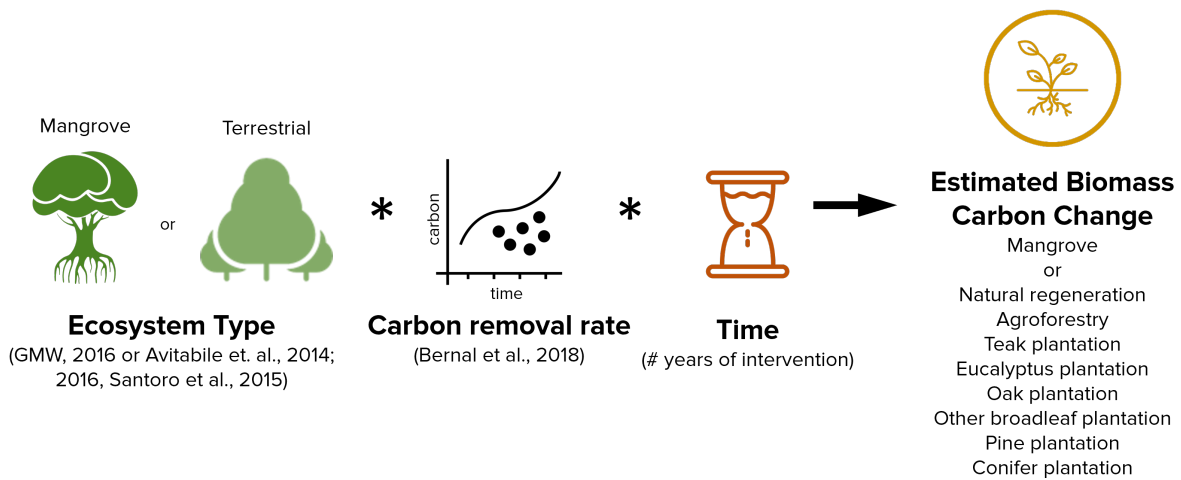 Mangrove
or
Terrestrial
Ecosystem Type
(GMW, 2016 or Avitabile et. al., 2014;
2016, Santoro et al., 2015)
*
carbon
time
Carbon removal rate
(Bernal et al., 2018)
*
Time
(# years of intervention)
Estimated Biomass
Carbon Change
Mangrove
or
Natural regeneration
Agroforestry
Teak plantation
Eucalyptus plantation
Oak plantation
Other broadleaf plantation
Pine plantation
Conifer plantation